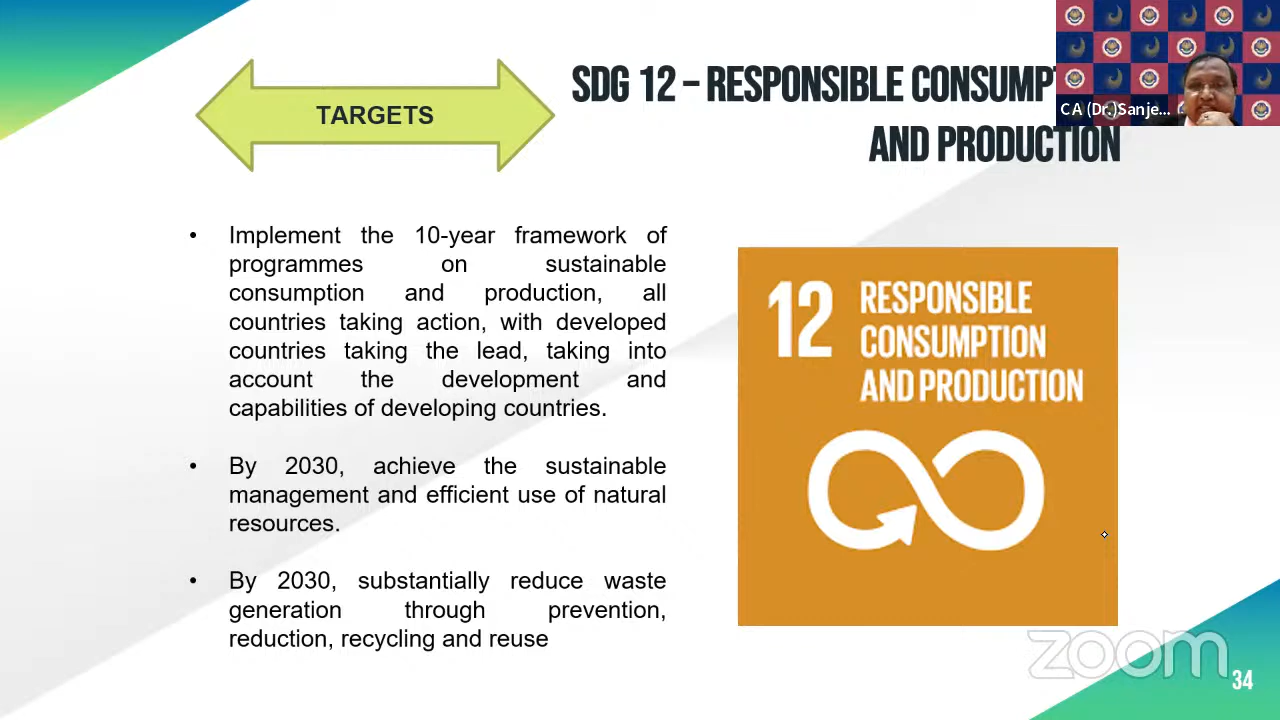 TARGETS
SDG 12 – RESPONSIBLE CONSUMPT
AND PRODUCTION
CA (Dr.)Sanje...
• Implement the 10-year framework of
programmes on sustainable
consumption and production, all
countries taking action, with developed
countries taking the lead, taking into
account the development and
capabilities of developing countries.
• By 2030, achieve the sustainable
management and efficient use of natural
resources.
• By 2030, substantially reduce waste
generation through prevention,
reduction, recycling and reuse
12 RESPONSIBLE
CONSUMPTION
AND PRODUCTION
zoom
34